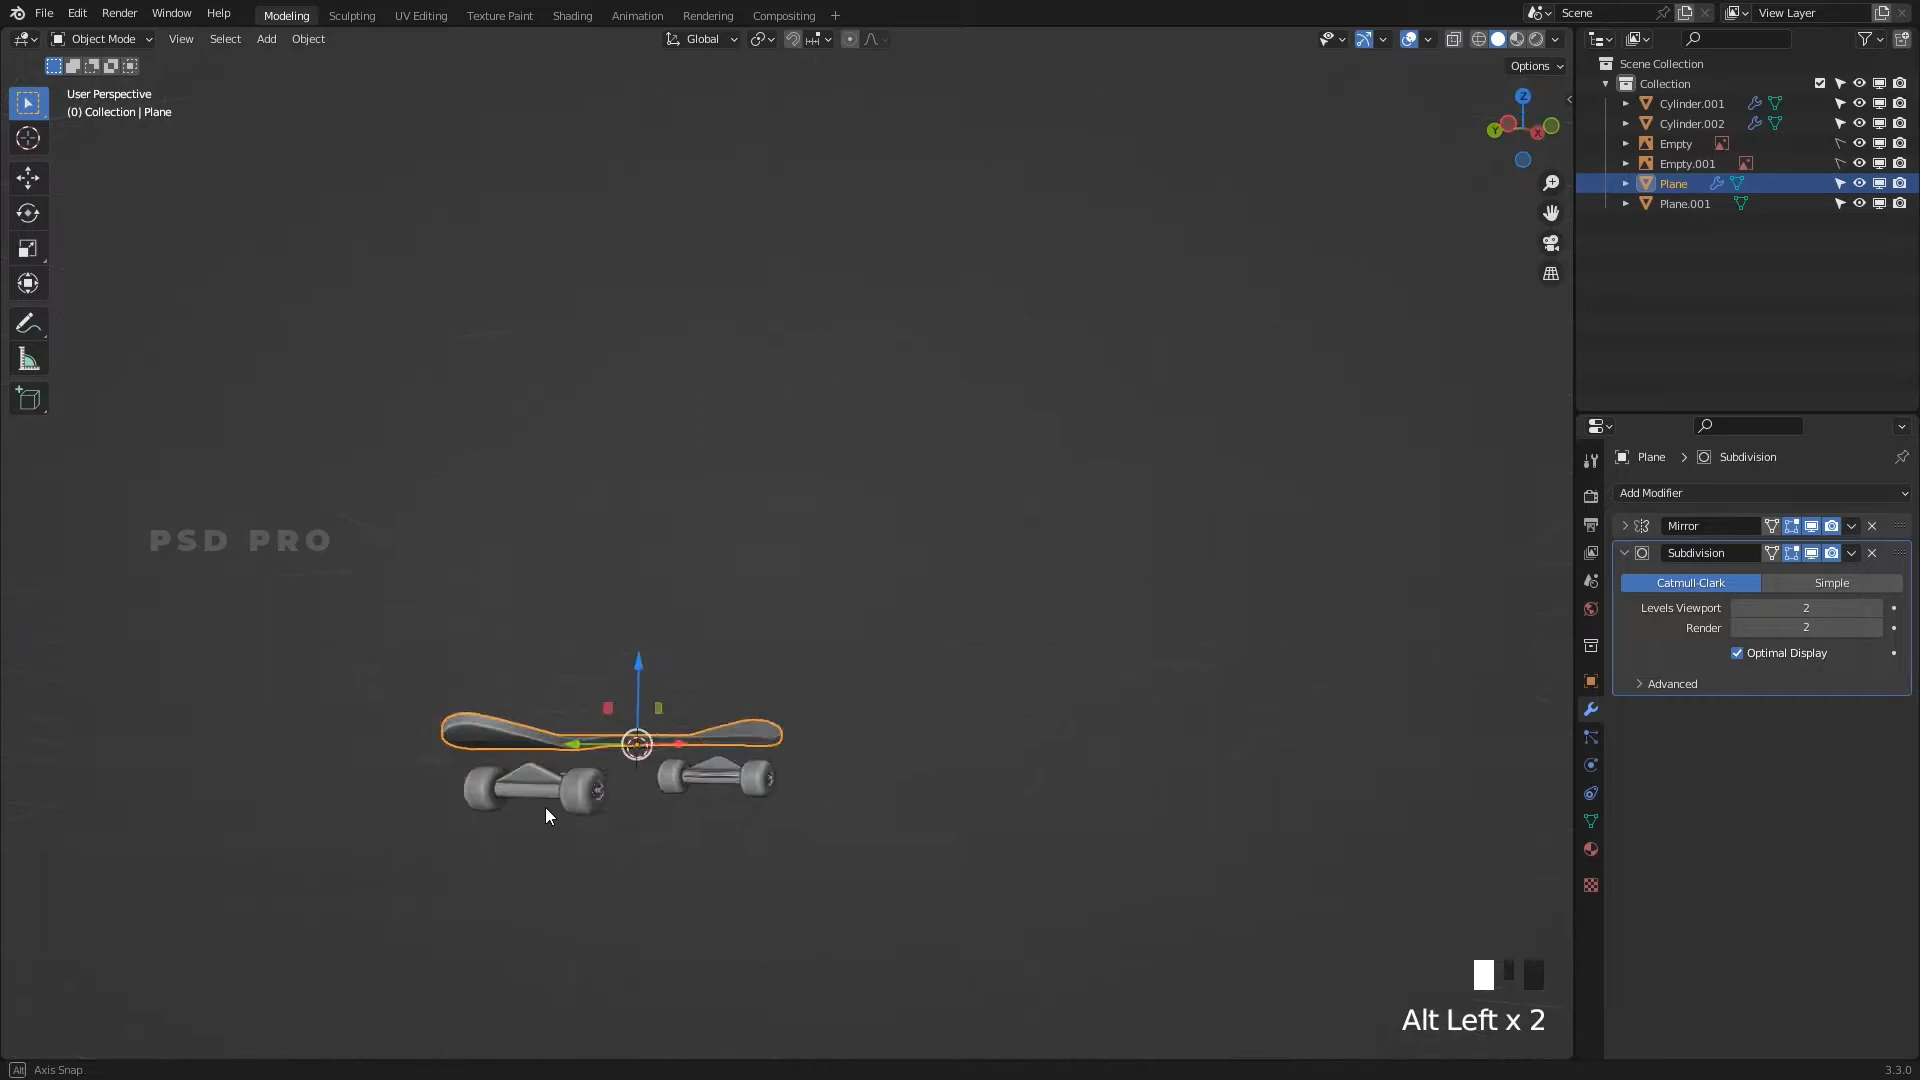 File Edit Render Window Help Modeling Sculpting UV Editing Texture Paint Shading Animation Rendering Compositing + Scene View Layer
Object Mode View Select Add Object Global
Options
User Perspective
(0) Collection | Plane
Z
Y
X
Scene Collection
Collection
Cylinder.001
Cylinder.002
Empty
Empty.001
Plane
Plane.001
Plane > Subdivision
Add Modifier
Mirror
Subdivision
Catmull-Clark Simple
Levels Viewport 2
Render 2
Optimal Display
Advanced
PSD PRO
Alt Left x 2
Alt Axis Snap
3.3.0